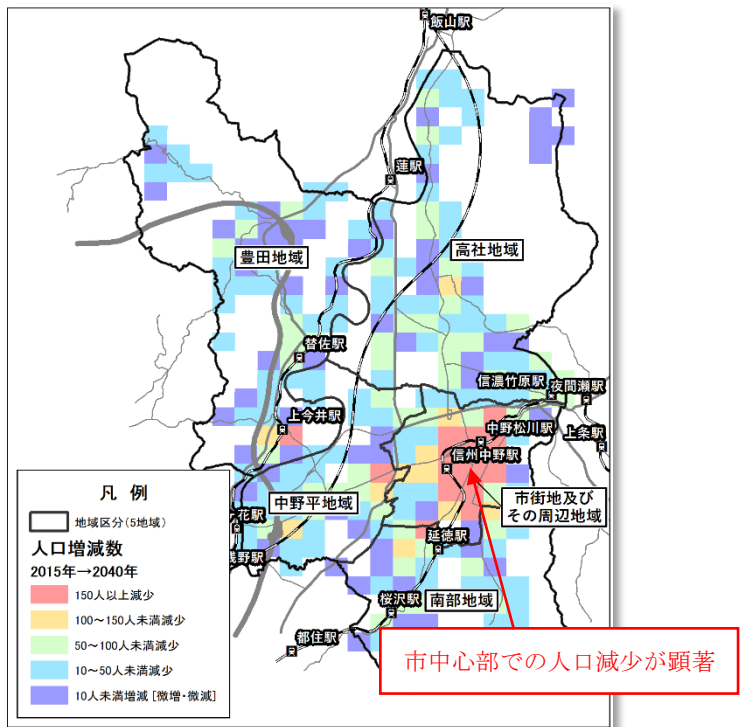 飯山駅
蓮駅
豊田地域
高社地域
替佐駅
信濃竹原駅
夜間瀬駅
上今井駅
中野松川駅
上条駅
信州中野駅
中野平地域
市街地及び
その周辺地域
花駅
延徳駅
浅野駅
桜沢駅
南部地域
都住駅
凡 例
地域区分(5地域)
人口増減数
2015年→2040年
150人以上減少
100~150人未満減少
50~100人未満減少
10~50人未満減少
10人未満増減 [微増・微減]
市中心部での人口減少が顕著